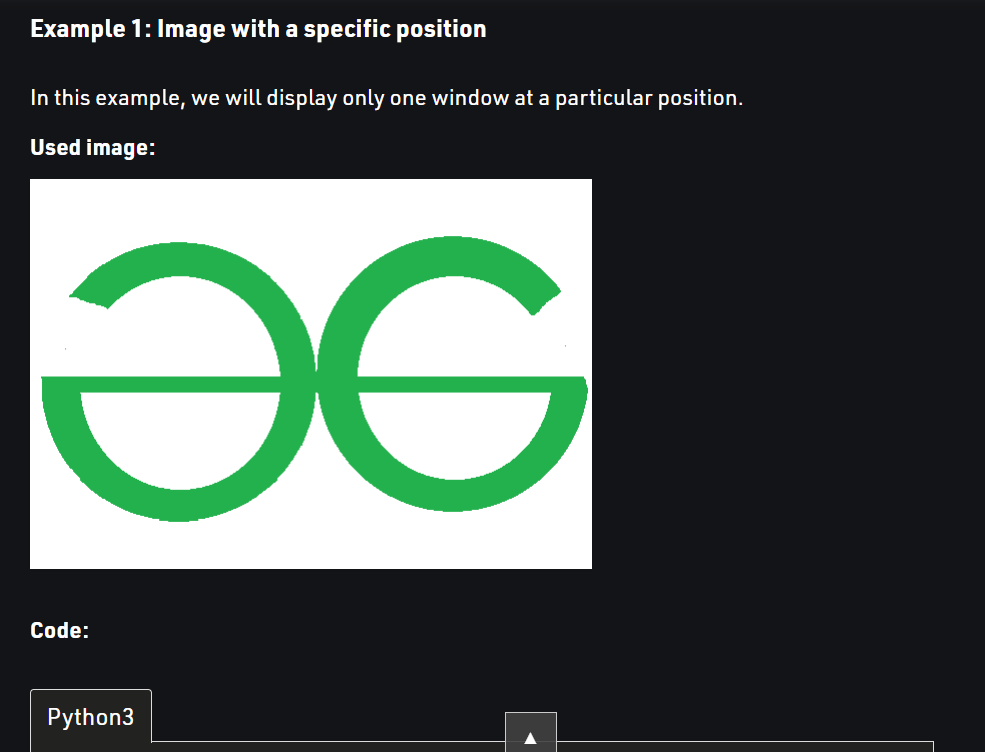 Example 1: Image with a specific position
In this example, we will display only one window at a particular position.
Used image:
Code:
Python3